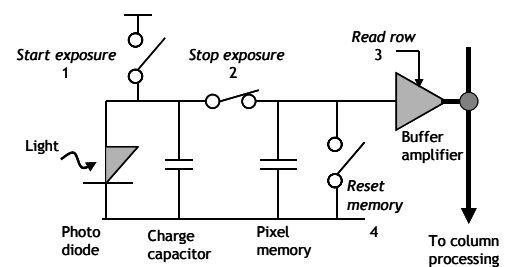 Start exposure
1
Stop exposure
2
Read row
3
Light
Buffer
amplifier
Reset
memory
4
Photo
diode
Charge
capacitor
Pixel
memory
To column
processing